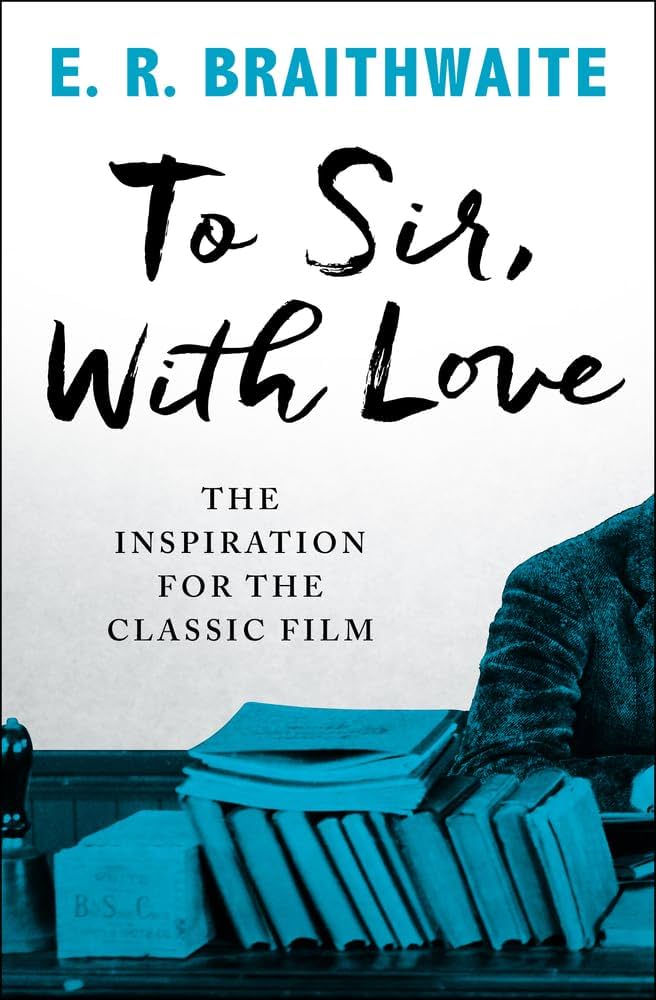 E. R. BRAITHWAITE
To Sir,
With Love
THE
INSPIRATION
FOR THE
CLASSIC FILM
B.S.C.